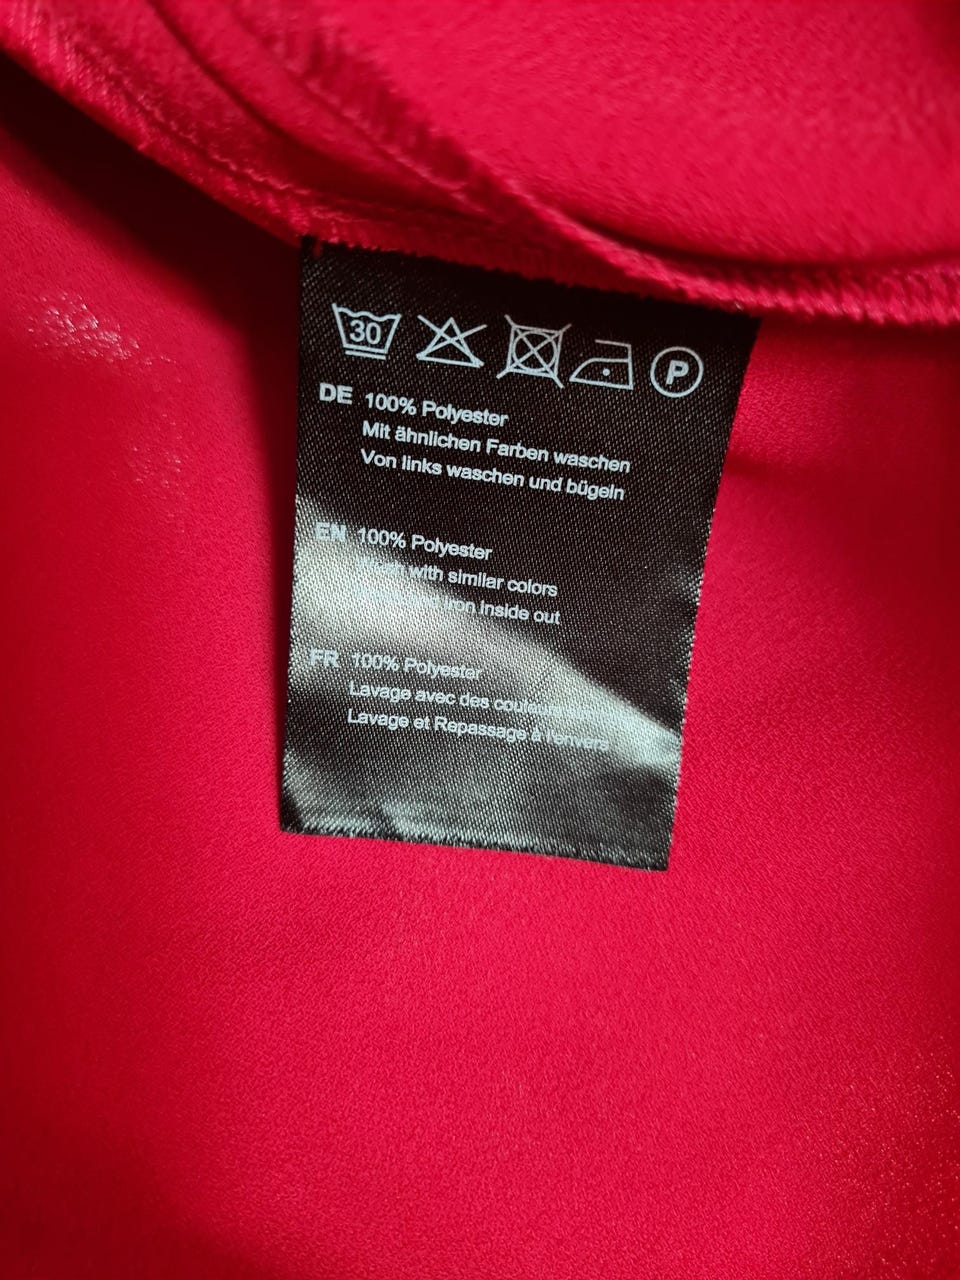 30 P
DE 100% Polyester
Mit ähnlichen Farben waschen
Von links waschen und bügeln
EN 100% Polyester
Wash with similar colors
iron inside out
FR 100% Polyester
Lavage avec des
Lavage et Repassage à l'envers